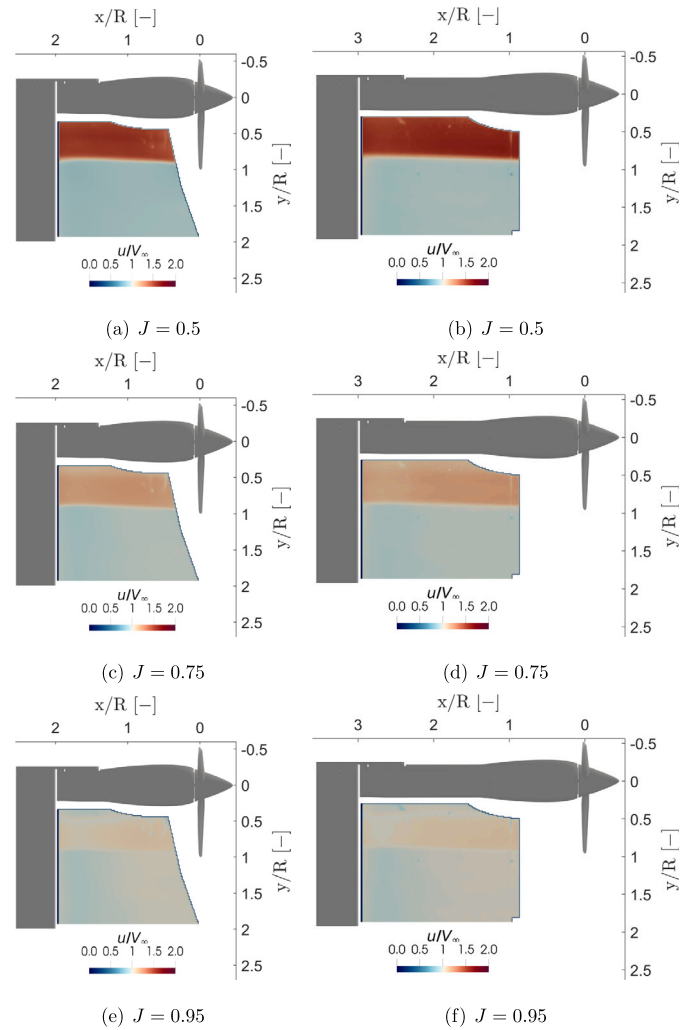 x/R [−]
2 1 0
-0.5
0
0.5
1
1.5
2
2.5
y/R [−]
u/V∞
0.0 0.5 1 1.5 2.0
(a) J = 0.5
x/R [−]
3 2 1 0
-0.5
0
0.5
1
1.5
2
2.5
y/R [−]
u/V∞
0.0 0.5 1 1.5 2.0
(b) J = 0.5
x/R [−]
2 1 0
-0.5
0
0.5
1
1.5
2
2.5
y/R [−]
u/V∞
0.0 0.5 1 1.5 2.0
(c) J = 0.75
x/R [−]
3 2 1 0
-0.5
0
0.5
1
1.5
2
2.5
y/R [−]
u/V∞
0.0 0.5 1 1.5 2.0
(d) J = 0.75
x/R [−]
2 1 0
-0.5
0
0.5
1
1.5
2
2.5
y/R [−]
u/V∞
0.0 0.5 1 1.5 2.0
(e) J = 0.95
x/R [−]
3 2 1 0
-0.5
0
0.5
1
1.5
2
2.5
y/R [−]
u/V∞
0.0 0.5 1 1.5 2.0
(f) J = 0.95